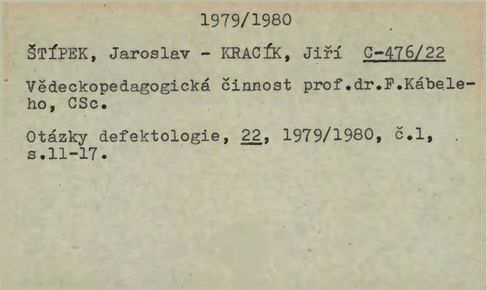 1979/1980
ŠTÍPEK, Jaroslav - KRACÍK, Jiří C-476/22
Vědeckopedagogická činnost prof.dr.F.Kábele-
ho, CSc.
Otázky defektologie, 22, 1979/1980, č.1,
s.11-17.